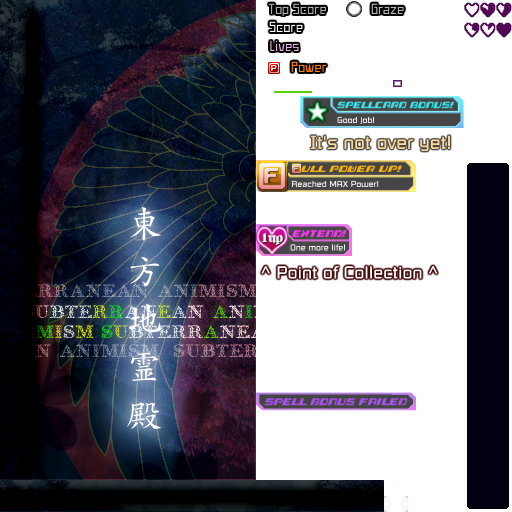 Top Score
Graze
Score
Lives
P
Power
SPELLCARD BONUS!
Good job!
It's not over yet!
F
FULL POWER UP!
Reached MAX Power!
1up
EXTEND!
One more life!
^ Point of Collection ^
SPELL BONUS FAILED
東方地霊殿
RRANEAN ANIMISM
UBTERRANEAN ANI
MISM SUBTERRANEA
N ANIMISM SUBTERR